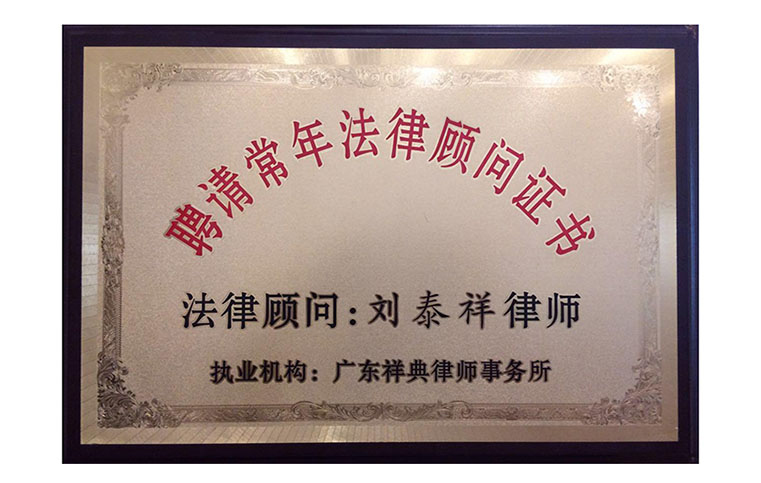 聘请常年法律顾问证书
法律顾问:刘泰祥律师
执业机构:广东祥典律师事务所